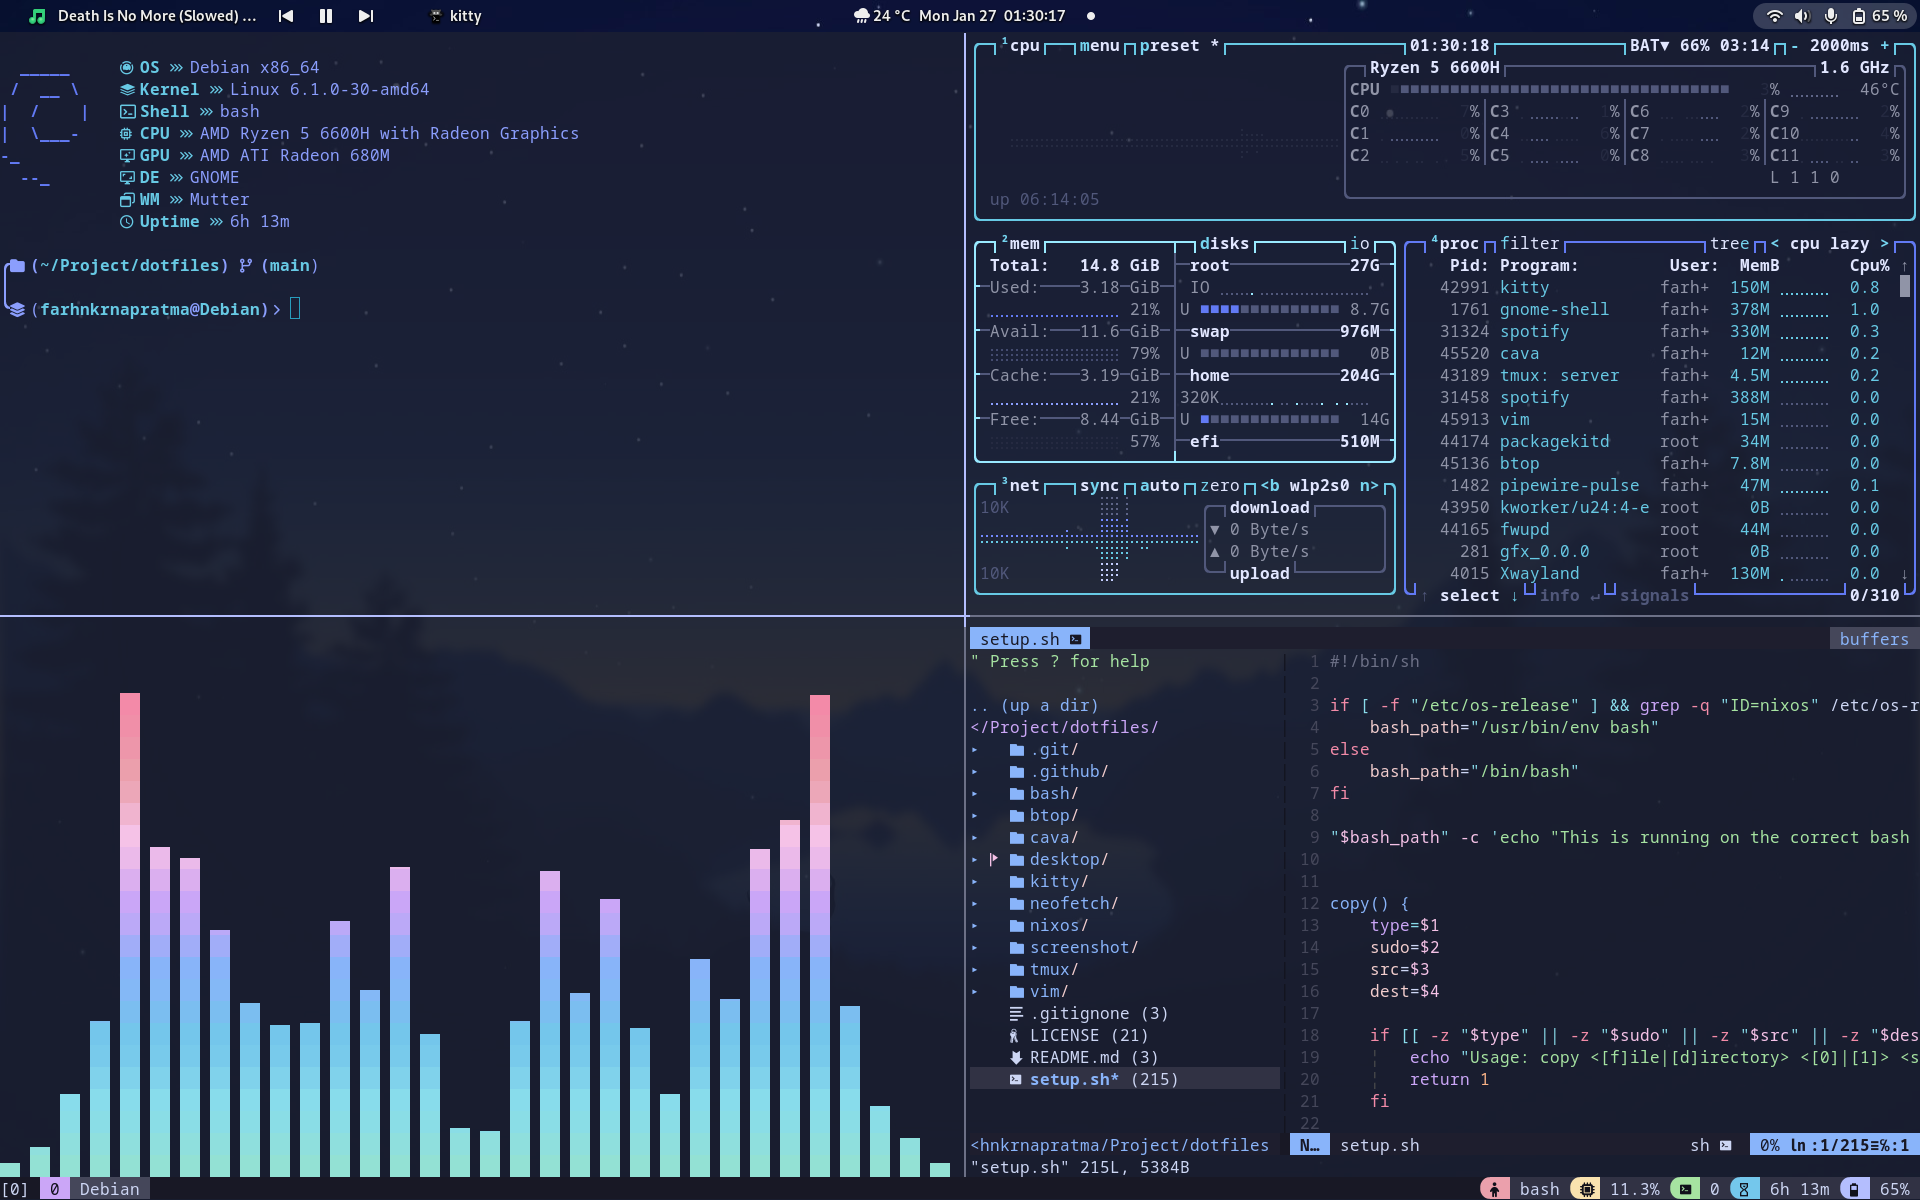 Death Is No More (Slowed) ...
kitty
24 °C Mon Jan 27 01:30:17
65 %
OS ››› Debian x86_64
Kernel ››› Linux 6.1.0-30-amd64
Shell ››› bash
CPU ››› AMD Ryzen 5 6600H with Radeon Graphics
GPU ››› AMD ATI Radeon 680M
DE ››› GNOME
WM ››› Mutter
Uptime ››› 6h 13m
(~/Project/dotfiles) (main)
(farhnkrnapratma@Debian)>
1cpu menu preset * 01:30:18 BAT▼ 66% 03:14 - 2000ms +
Ryzen 5 6600H 1.6 GHz
CPU % 46°C
C0 7% C3 1% C6 2% C9 2%
C1 0% C4 6% C7 2% C10 4%
C2 5% C5 0% C8 3% C11 3%
L 1 1 0
up 06:14:05
2mem disks io
Total: 14.8 GiB root 27G
Used: 3.18 GiB IO
21% U 8.7G
Avail: 11.6 GiB swap 976M
79% U 0B
Cache: 3.19 GiB home 204G
21% 320K
Free: 8.44 GiB U 14G
57% efi 510M
3net sync auto zero <b wlp2s0 n>
10K download
▼ 0 Byte/s
▲ 0 Byte/s
10K upload
4proc filter tree < cpu lazy >
Pid: Program: User: MemB Cpu% ↑
42991 kitty farh+ 150M 0.8
1761 gnome-shell farh+ 378M 1.0
31324 spotify farh+ 330M 0.3
45520 cava farh+ 12M 0.2
43189 tmux: server farh+ 4.5M 0.2
31458 spotify farh+ 388M 0.0
45913 vim farh+ 15M 0.0
44174 packagekitd root 34M 0.0
45136 btop farh+ 7.8M 0.0
1482 pipewire-pulse farh+ 47M 0.1
43950 kworker/u24:4-e root 0B 0.0
44165 fwupd root 44M 0.0
281 gfx_0.0.0 root 0B 0.0
4015 Xwayland farh+ 130M 0.0 ↓
↑ select ↓ info ↵ signals 0/310
setup.sh buffers
" Press ? for help
.. (up a dir)
</Project/dotfiles/
▸ .git/
▸ .github/
▸ bash/
▸ btop/
▸ cava/
▸ desktop/
▸ kitty/
▸ neofetch/
▸ nixos/
▸ screenshot/
▸ tmux/
▸ vim/
.gitignore (3)
LICENSE (21)
README.md (3)
setup.sh* (215)
1 #!/bin/sh
2
3 if [ -f "/etc/os-release" ] && grep -q "ID=nixos" /etc/os-r
4 bash_path="/usr/bin/env bash"
5 else
6 bash_path="/bin/bash"
7 fi
8
9 "$bash_path" -c 'echo "This is running on the correct bash
10
11
12 copy() {
13 type=$1
14 sudo=$2
15 src=$3
16 dest=$4
17
18 if [[ -z "$type" || -z "$sudo" || -z "$src" || -z "$des
19 echo "Usage: copy <[f]ile|[d]irectory> <[0]|[1]> <s
20 return 1
21 fi
22
<hnkrnapratma/Project/dotfiles N… setup.sh sh 0% ln:1/215≡℅:1
"setup.sh" 215L, 5384B
[0] 0 Debian
bash 11.3% 0 6h 13m 65%